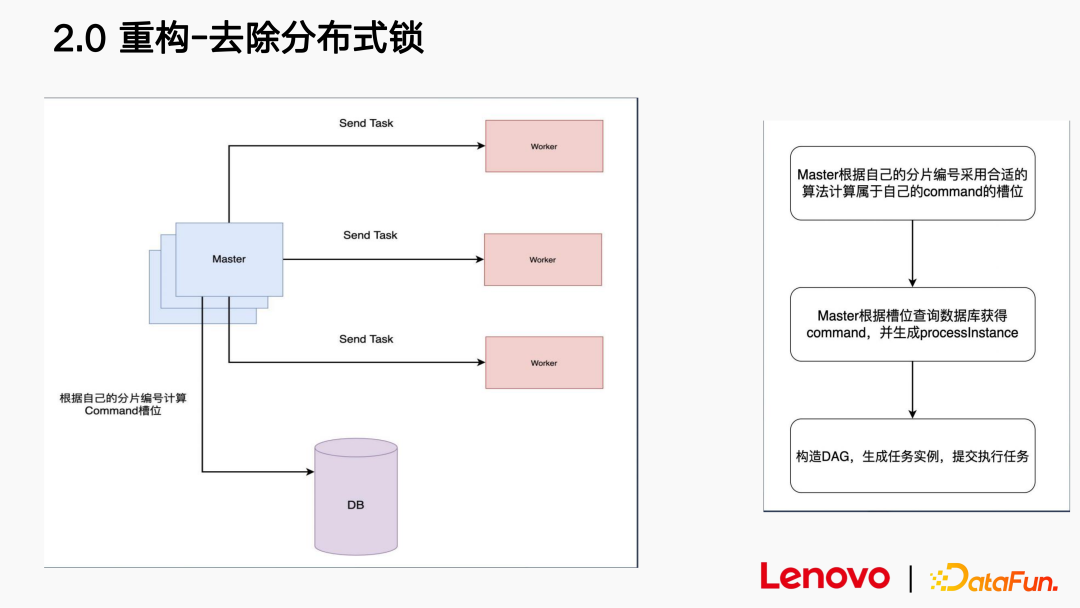 2.0 重构-去除分布式锁
Send Task
Worker
Send Task
Master
Worker
Send Task
Worker
根据自己的分片编号计算
Command槽位
DB
Master根据自己的分片编号采用合适的
算法计算属于自己的command的槽位
Master根据槽位查询数据库获得
command，并生成processInstance
构造DAG，生成任务实例，提交执行任务
Lenovo | DataFun.